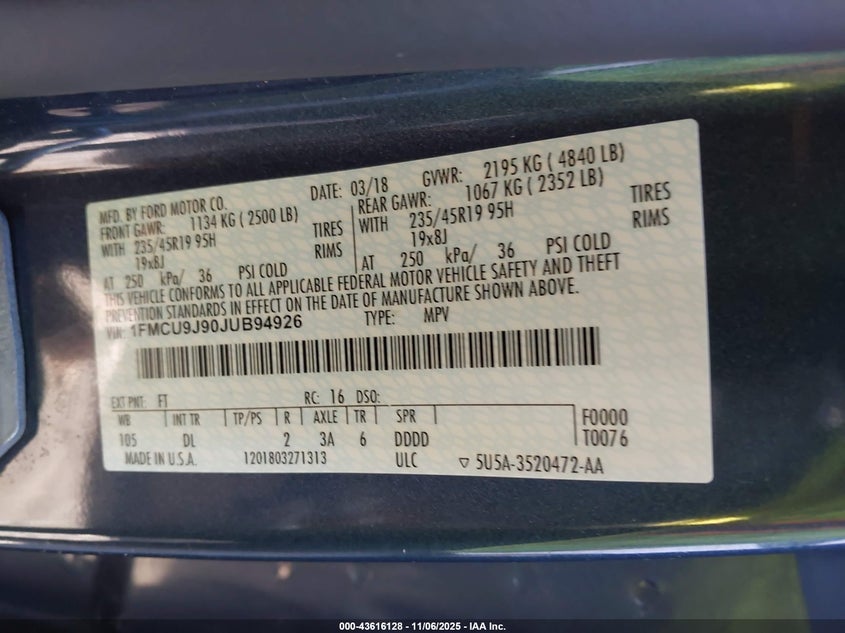 MFD. BY FORD MOTOR CO. DATE: 03/18 GVWR: 2195 KG ( 4840 LB)
FRONT GAWR: 1134 KG ( 2500 LB) REAR GAWR: 1067 KG ( 2352 LB)
WITH 235/45R19 95H TIRES WITH 235/45R19 95H TIRES
19x8J RIMS 19x8J RIMS
AT 250 kPa/ 36 PSI COLD AT 250 kPa/ 36 PSI COLD
THIS VEHICLE CONFORMS TO ALL APPLICABLE FEDERAL MOTOR VEHICLE SAFETY AND THEFT
PREVENTION STANDARDS IN EFFECT ON THE DATE OF MANUFACTURE SHOWN ABOVE.
VIN: 1FMCU9J90JUB94926 TYPE: MPV
EXT PNT: FT RC: 16 DSO:
WB INT TR TP/PS R AXLE TR SPR F0000
105 DL 2 3A 6 DDDD T0076
MADE IN U.S.A. 1201803271313 ULC ▽ 5U5A-3520472-AA
000-43616128 - 11/06/2025 - IAA Inc.